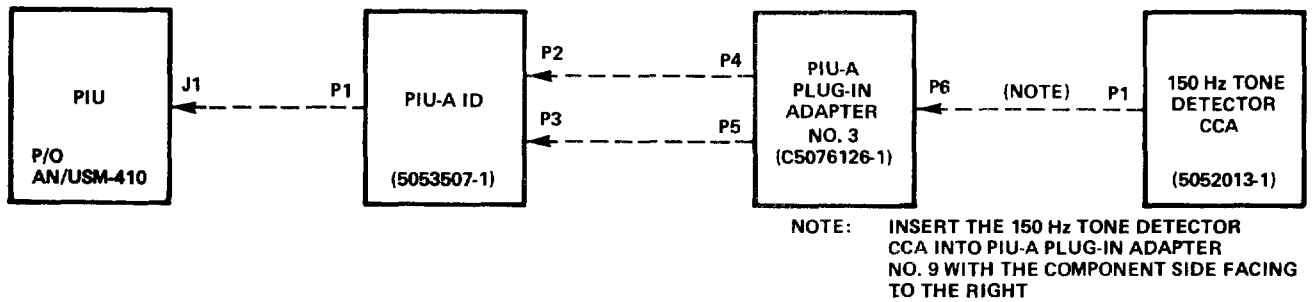 PIU
P/O
AN/USM-410
J1
P1
PIU-A ID
(5053507-1)
P2
P4
P3
P5
PIU-A
PLUG-IN
ADAPTER
NO. 3
(C5076126-1)
P6
(NOTE)
P1
150 Hz TONE
DETECTOR
CCA
(5052013-1)
NOTE: INSERT THE 150 Hz TONE DETECTOR
CCA INTO PIU-A PLUG-IN ADAPTER
NO. 9 WITH THE COMPONENT SIDE FACING
TO THE RIGHT